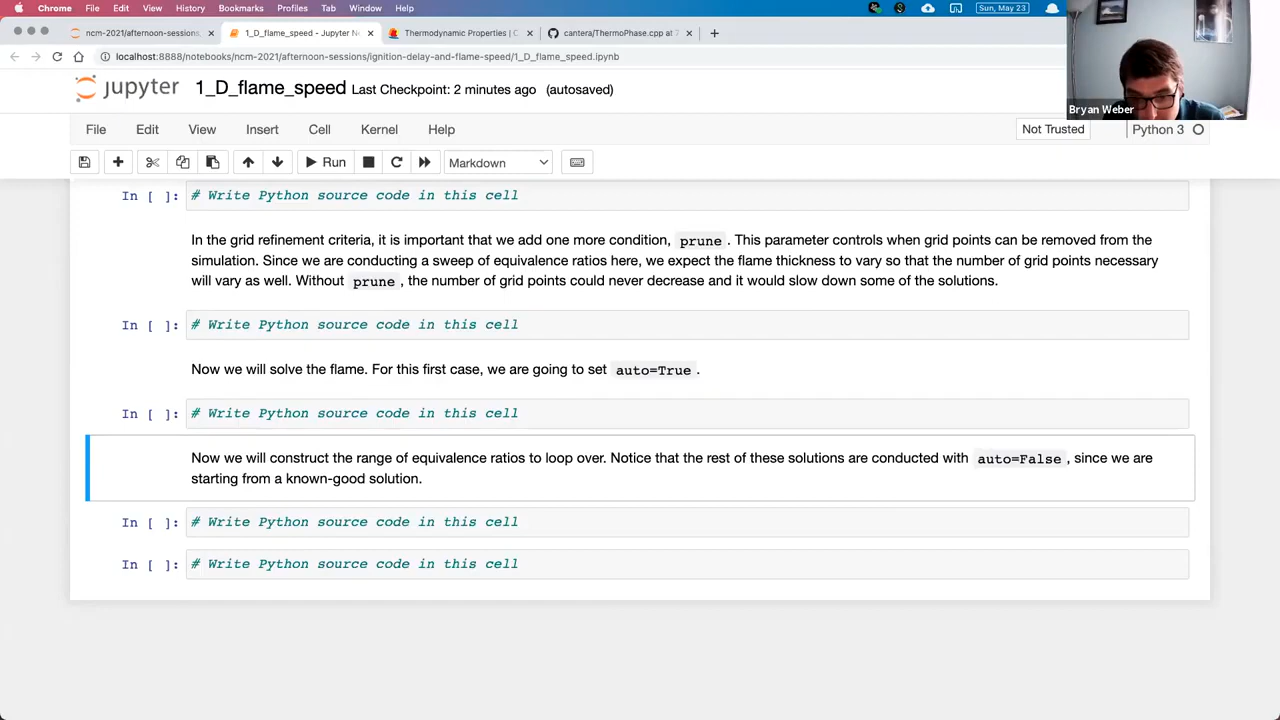 Chrome File Edit View History Bookmarks Profiles Tab Window Help Sun, May 23
ncm-2021/afternoon-sessions, 1_D_flame_speed - Jupyter N Thermodynamic Properties | C cantera/ThermoPhase.cpp at 7
localhost:8888/notebooks/ncm-2021/afternoon-sessions/ignition-delay-and-flame-speed/1_D_flame_speed.ipynb
jupyter 1_D_flame_speed Last Checkpoint: 2 minutes ago (autosaved)
Bryan Weber
File Edit View Insert Cell Kernel Help Not Trusted Python 3
Run Markdown
In [ ]: # Write Python source code in this cell
In the grid refinement criteria, it is important that we add one more condition, prune . This parameter controls when grid points can be removed from the
simulation. Since we are conducting a sweep of equivalence ratios here, we expect the flame thickness to vary so that the number of grid points necessary
will vary as well. Without prune , the number of grid points could never decrease and it would slow down some of the solutions.
In [ ]: # Write Python source code in this cell
Now we will solve the flame. For this first case, we are going to set auto=True .
In [ ]: # Write Python source code in this cell
Now we will construct the range of equivalence ratios to loop over. Notice that the rest of these solutions are conducted with auto=False , since we are
starting from a known-good solution.
In [ ]: # Write Python source code in this cell
In [ ]: # Write Python source code in this cell